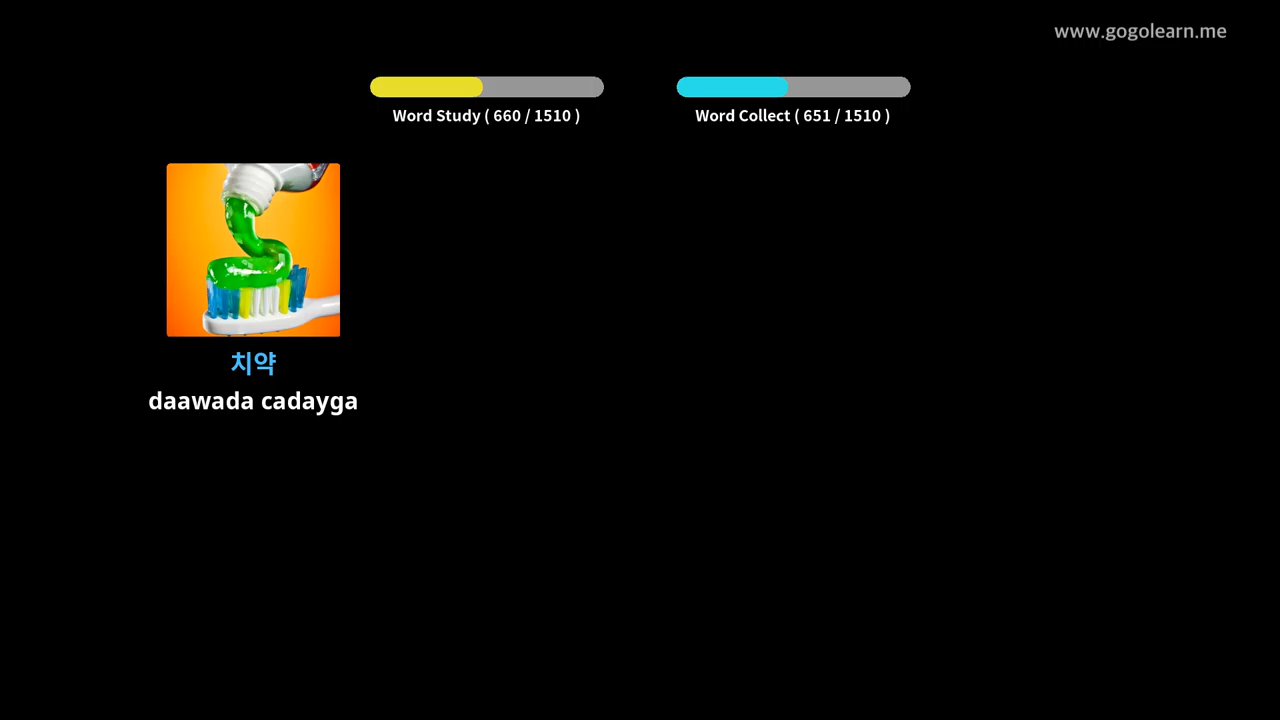 www.gogolearn.me
Word Study ( 660 / 1510 )
Word Collect ( 651 / 1510 )
치약
daawada cadayga